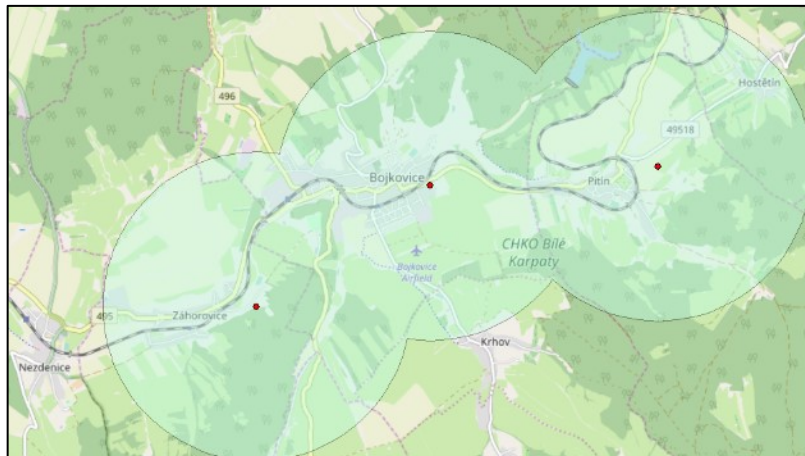 Hostětín
496
49518
Bojkovice
Pitín
CHKO Bílé
Karpaty
Bojkovice
Airfield
495
Záhorovice
Krhov
Nezdenice